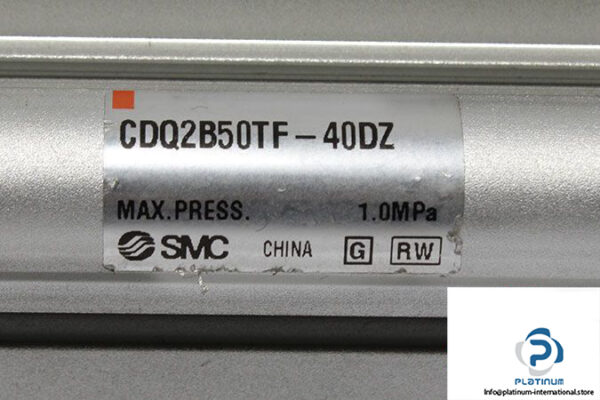 CDQ2B50TF-40DZ
MAX.PRESS. 1.0MPa
SMC CHINA G RW
PLATINUM
Info@platinum-international.store